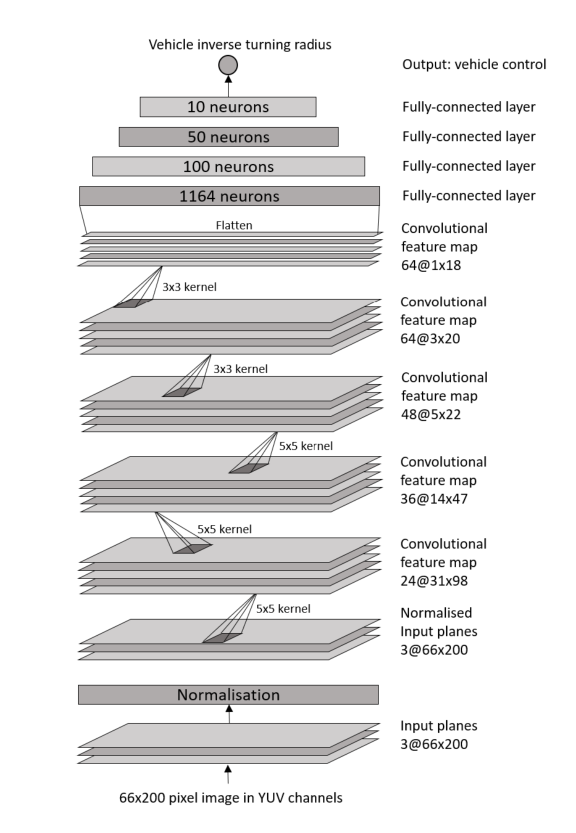 Vehicle inverse turning radius
Output: vehicle control
10 neurons
Fully-connected layer
50 neurons
Fully-connected layer
100 neurons
Fully-connected layer
1164 neurons
Fully-connected layer
Flatten
Convolutional
feature map
64@1x18
3x3 kernel
Convolutional
feature map
64@3x20
3x3 kernel
Convolutional
feature map
48@5x22
5x5 kernel
Convolutional
feature map
36@14x47
5x5 kernel
Convolutional
feature map
24@31x98
5x5 kernel
Normalised
Input planes
3@66x200
Normalisation
Input planes
3@66x200
66x200 pixel image in YUV channels